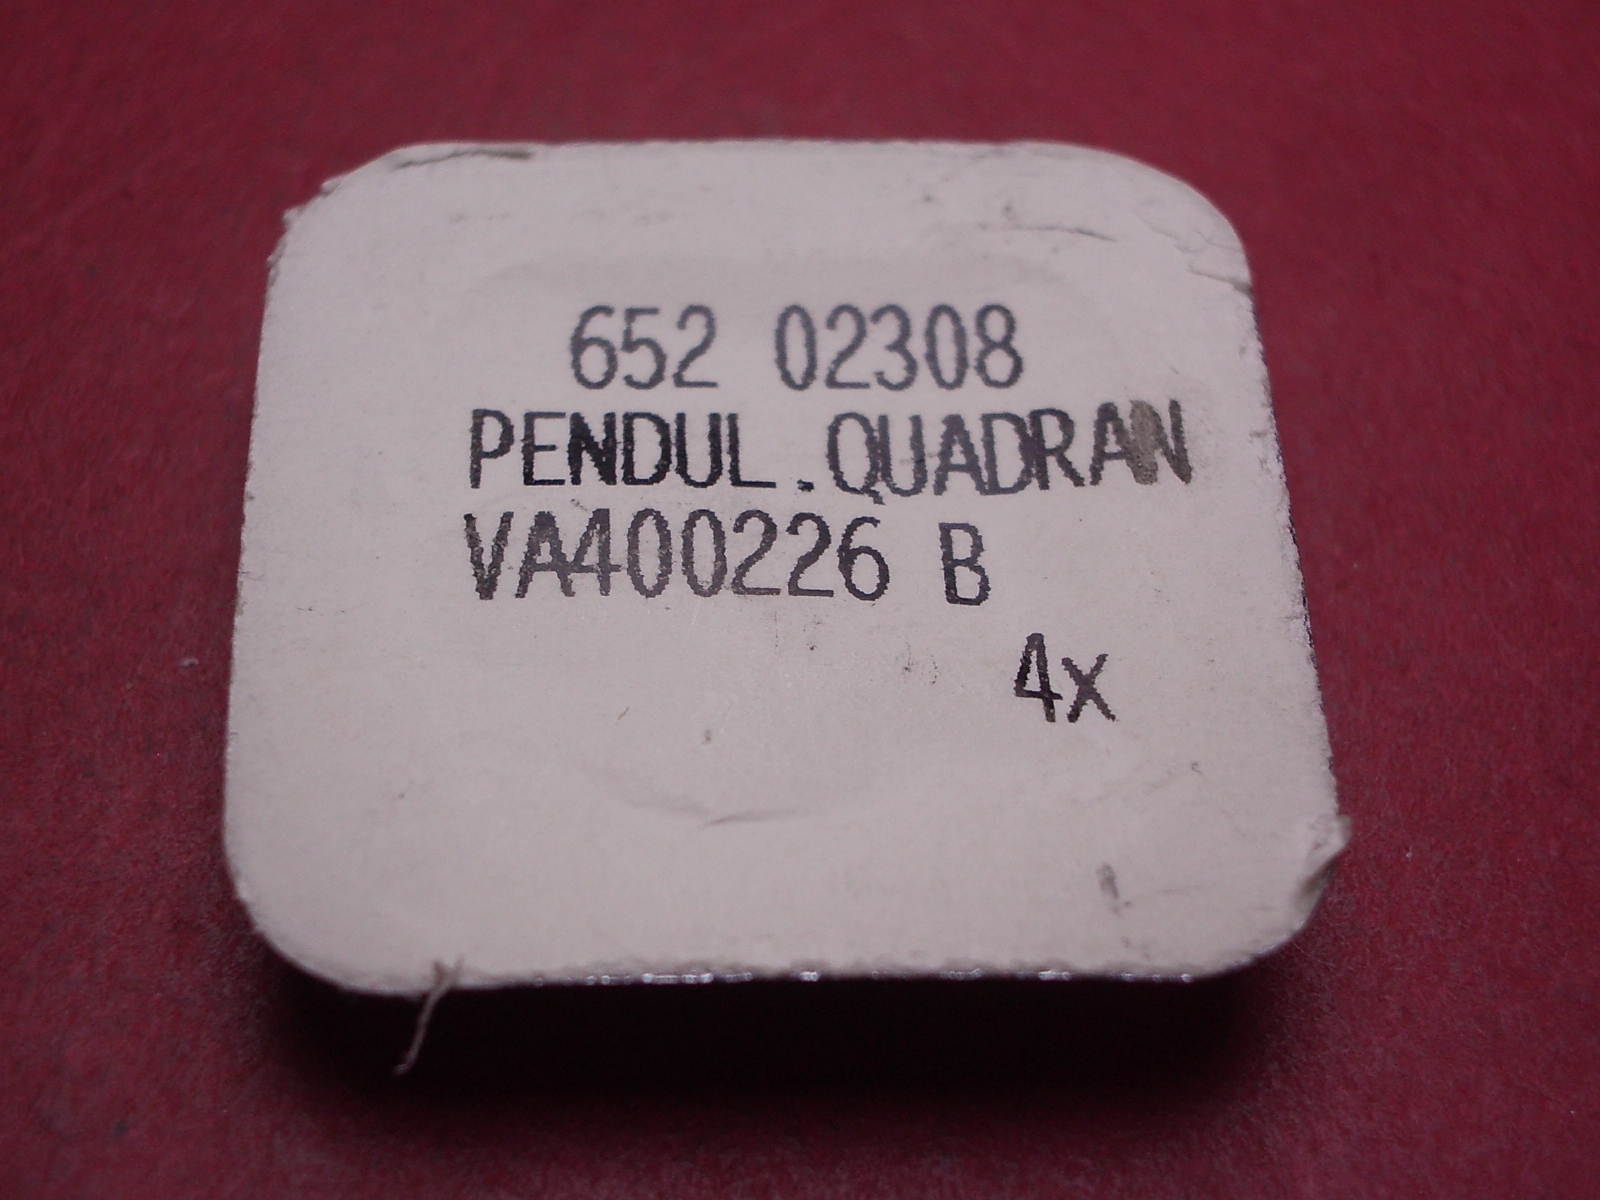 652 02308
PENDUL.QUADRAN
VA400226 B
4x